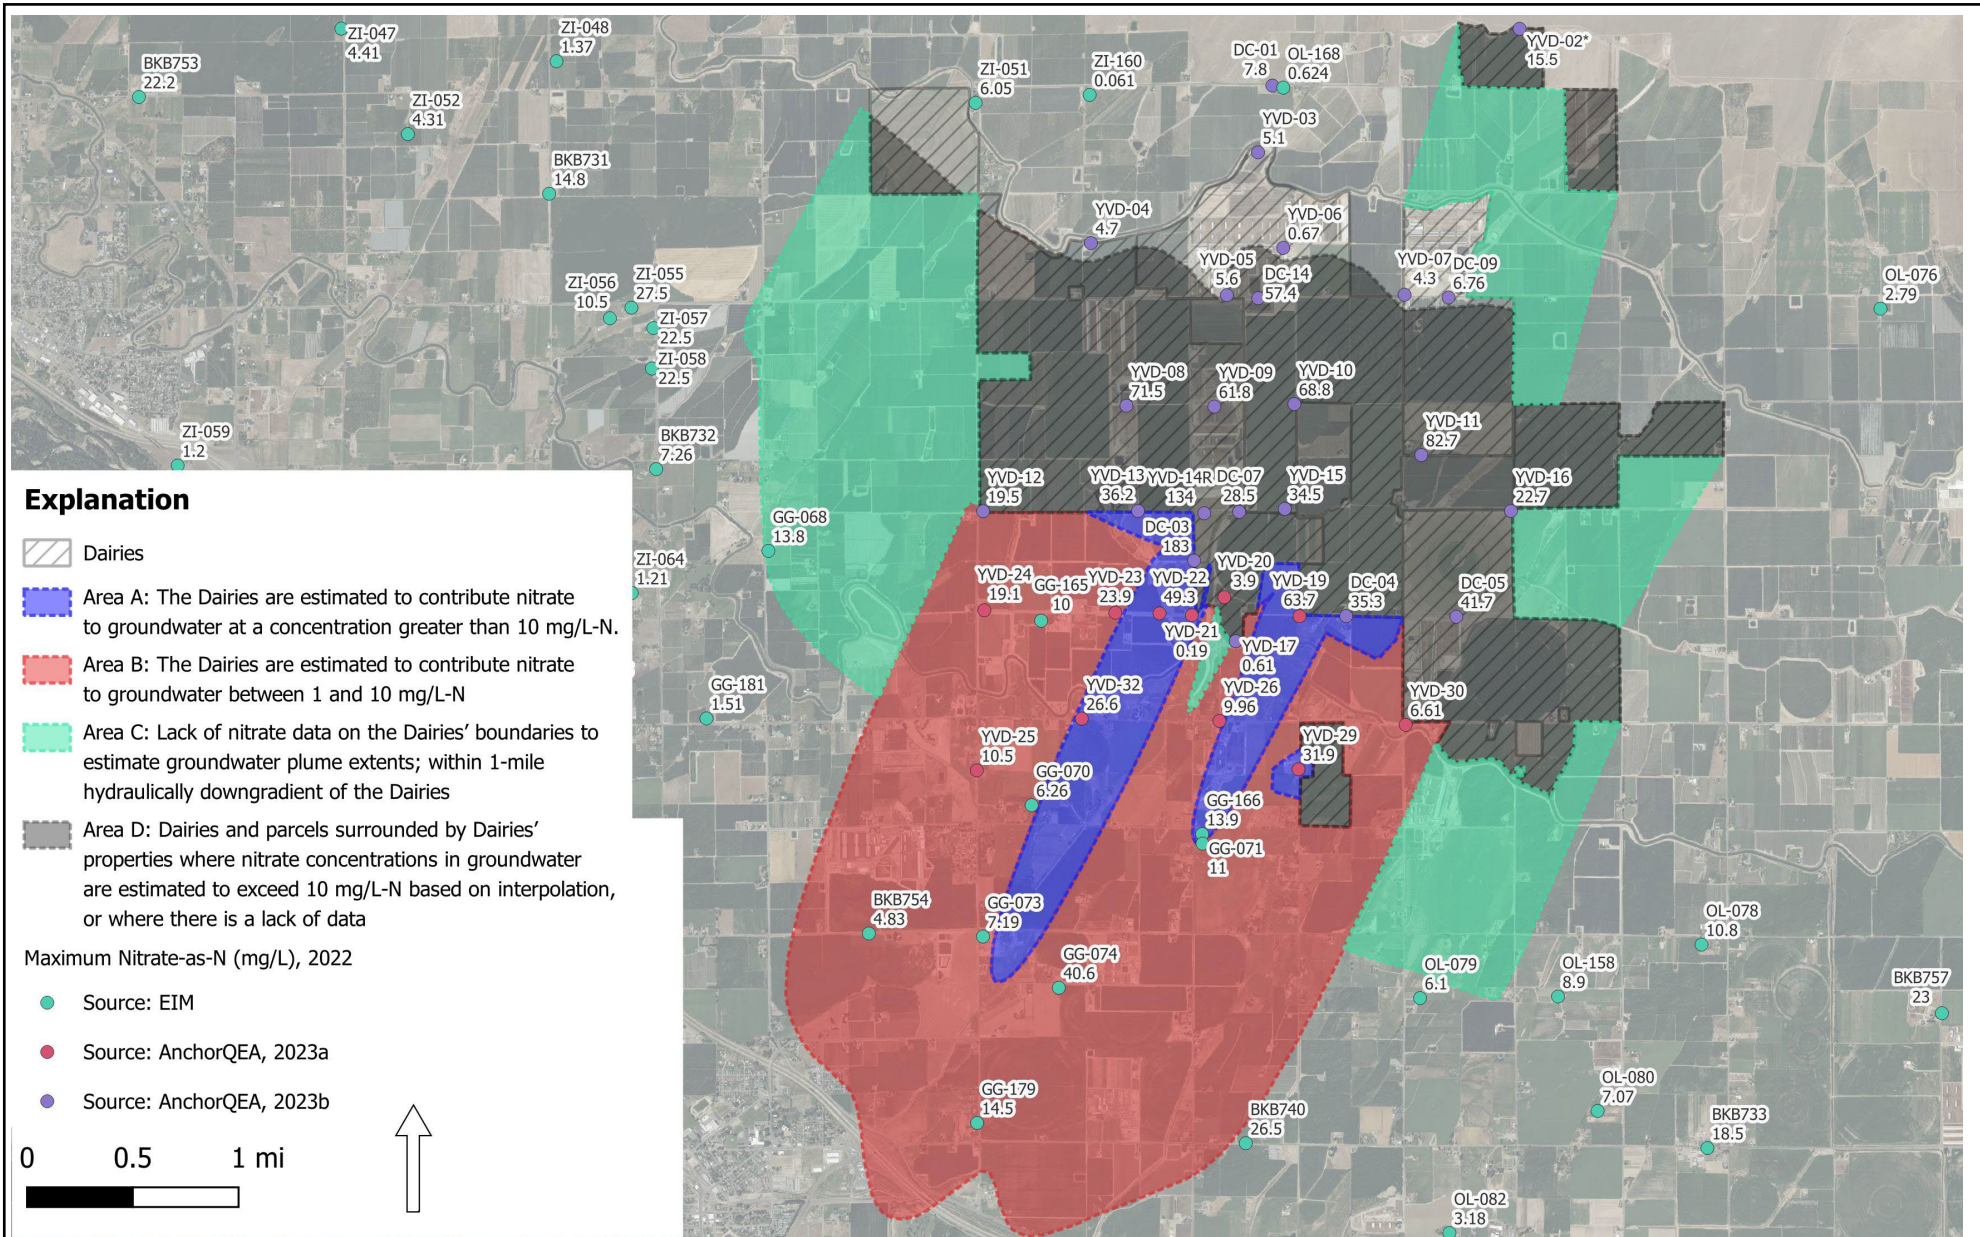 ZI-047
4.41
ZI-048
1.37
BKB753
22.2
ZI-052
4.31
BKB731
14.8
ZI-051
6.05
ZI-160
0.061
DC-01
7.8
OL-168
0.624
YVD-02*
15.5
YVD-03
5.1
YVD-04
4.7
YVD-06
0.67
YVD-05
5.6
DC-14
57.4
YVD-07
4.3
DC-09
6.76
OL-076
2.79
ZI-056
10.5
ZI-055
27.5
ZI-057
22.5
ZI-058
22.5
YVD-08
71.5
YVD-09
61.8
YVD-10
68.8
YVD-11
82.7
ZI-059
1.2
BKB732
7.26
YVD-12
19.5
YVD-13
36.2
YVD-14R
134
DC-07
28.5
YVD-15
34.5
YVD-16
22.7
GG-068
13.8
DC-03
183
ZI-064
1.21
YVD-24
19.1
GG-165
10
YVD-23
23.9
YVD-22
49.3
YVD-20
3.9
YVD-19
63.7
DC-04
35.3
DC-05
41.7
YVD-21
0.19
YVD-17
0.61
GG-181
1.51
YVD-32
26.6
YVD-26
9.96
YVD-30
6.61
YVD-25
10.5
YVD-29
31.9
GG-070
6.26
GG-166
13.9
GG-071
11
BKB754
4.83
GG-073
7.19
GG-074
40.6
OL-078
10.8
OL-079
6.1
OL-158
8.9
BKB757
23
GG-179
14.5
BKB740
26.5
OL-080
7.07
BKB733
18.5
OL-082
3.18
Explanation
Dairies
Area A: The Dairies are estimated to contribute nitrate
to groundwater at a concentration greater than 10 mg/L-N.
Area B: The Dairies are estimated to contribute nitrate
to groundwater between 1 and 10 mg/L-N
Area C: Lack of nitrate data on the Dairies’ boundaries to
estimate groundwater plume extents; within 1-mile
hydraulically downgradient of the Dairies
Area D: Dairies and parcels surrounded by Dairies’
properties where nitrate concentrations in groundwater
are estimated to exceed 10 mg/L-N based on interpolation,
or where there is a lack of data
Maximum Nitrate-as-N (mg/L), 2022
Source: EIM
Source: AnchorQEA, 2023a
Source: AnchorQEA, 2023b
0 0.5 1 mi